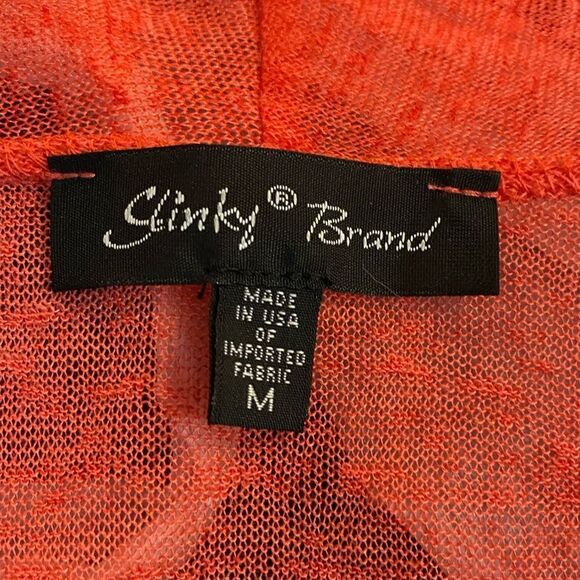 Slinky® Brand
MADE
IN USA
OF
IMPORTED
FABRIC
M